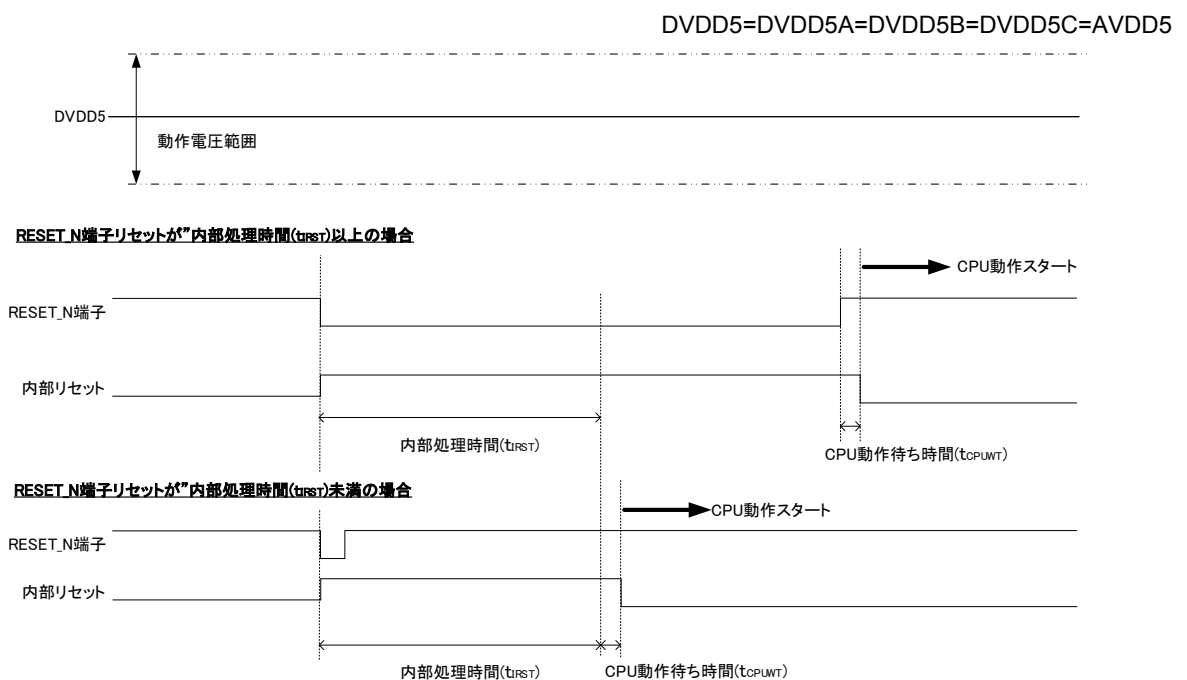 DVDD5=DVDD5A=DVDD5B=DVDD5C=AVDD5
DVDD5
動作電圧範囲
RESET_N端子リセットが"内部処理時間(tIRST)以上の場合
CPU動作スタート
RESET_N端子
内部リセット
内部処理時間(tIRST)
CPU動作待ち時間(tCPUWT)
RESET_N端子リセットが"内部処理時間(tIRST)未満の場合
CPU動作スタート
RESET_N端子
内部リセット
内部処理時間(tIRST)
CPU動作待ち時間(tCPUWT)